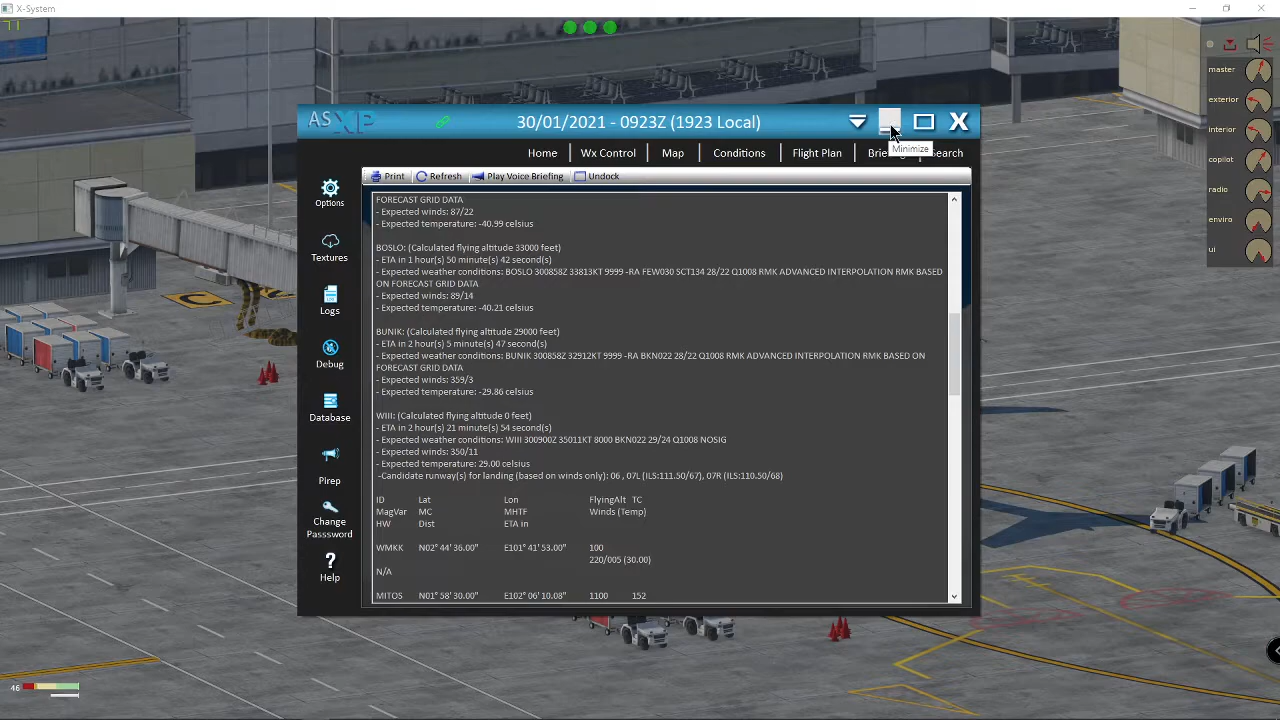 X-System
71
master
exterior
interior
copilot
radio
enviro
ui
ASXP
30/01/2021 - 0923Z (1923 Local)
X
Minimize
Home | Wx Control | Map | Conditions | Flight Plan | Search
Print Refresh Play Voice Briefing Undock
Options
Textures
LOG
Logs
Debug
Database
Pirep
Change
Passsword
?
Help
FORECAST GRID DATA
- Expected winds: 87/22
- Expected temperature: -40.99 celsius
BOSLO: (Calculated flying altitude 33000 feet)
- ETA in 1 hour(s) 50 minute(s) 42 second(s)
- Expected weather conditions: BOSLO 300858Z 33813KT 9999 -RA FEW030 SCT134 28/22 Q1008 RMK ADVANCED INTERPOLATION RMK BASED
ON FORECAST GRID DATA
- Expected winds: 89/14
- Expected temperature: -40.21 celsius
BUNIK: (Calculated flying altitude 29000 feet)
- ETA in 2 hour(s) 5 minute(s) 47 second(s)
- Expected weather conditions: BUNIK 300858Z 32912KT 9999 -RA BKN022 28/22 Q1008 RMK ADVANCED INTERPOLATION RMK BASED ON
FORECAST GRID DATA
- Expected winds: 359/3
- Expected temperature: -29.86 celsius
WIII: (Calculated flying altitude 0 feet)
- ETA in 2 hour(s) 21 minute(s) 54 second(s)
- Expected weather conditions: WIII 300900Z 35011KT 8000 BKN022 29/24 Q1008 NOSIG
- Expected winds: 350/11
- Expected temperature: 29.00 celsius
-Candidate runway(s) for landing (based on winds only): 06 , 07L (ILS:111.50/67), 07R (ILS:110.50/68)
ID Lat Lon FlyingAlt TC
MagVar MC MHTF Winds (Temp)
HW Dist ETA in
WMKK N02° 44' 36.00" E101° 41' 53.00" 100
220/005 (30.00)
N/A
MITOS N01° 58' 30.00" E102° 06' 10.08" 1100 152
46